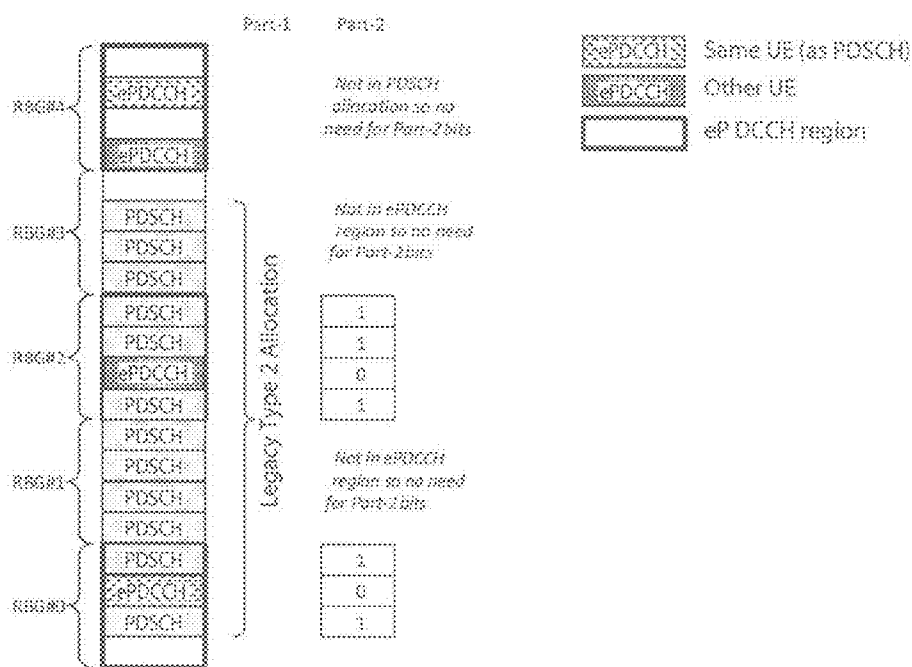 Part-1 Part-2
RBG#4
ePDCCH
ePDCCH
Not in PDSCH
allocation so no
need for Part-2 bits
ePDCCH Same UE (as PDSCH)
ePDCCH Other UE
ePDCCH region
RBG#3
PDSCH
PDSCH
PDSCH
Not in ePDCCH
region so no need
for Part-2 bits
RBG#2
PDSCH
PDSCH
ePDCCH
PDSCH
1
1
0
1
Legacy Type 2 Allocation
RBG#1
PDSCH
PDSCH
PDSCH
PDSCH
Not in ePDCCH
region so no need
for Part-2 bits
RBG#0
PDSCH
ePDCCH
PDSCH
1
0
1